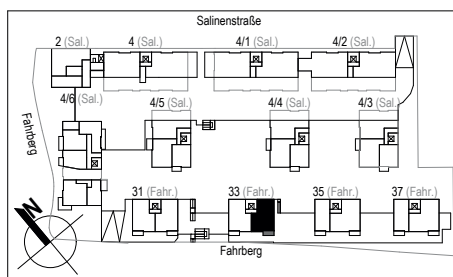 Salinenstraße
2 (Sal.) 4 (Sal.) 4/1 (Sal.) 4/2 (Sal.)
4/6 (Sal.) 4/5 (Sal.) 4/4 (Sal.) 4/3 (Sal.)
Fahrberg
31 (Fahr.) 33 (Fahr.) 35 (Fahr.) 37 (Fahr.)
N
Fahrberg